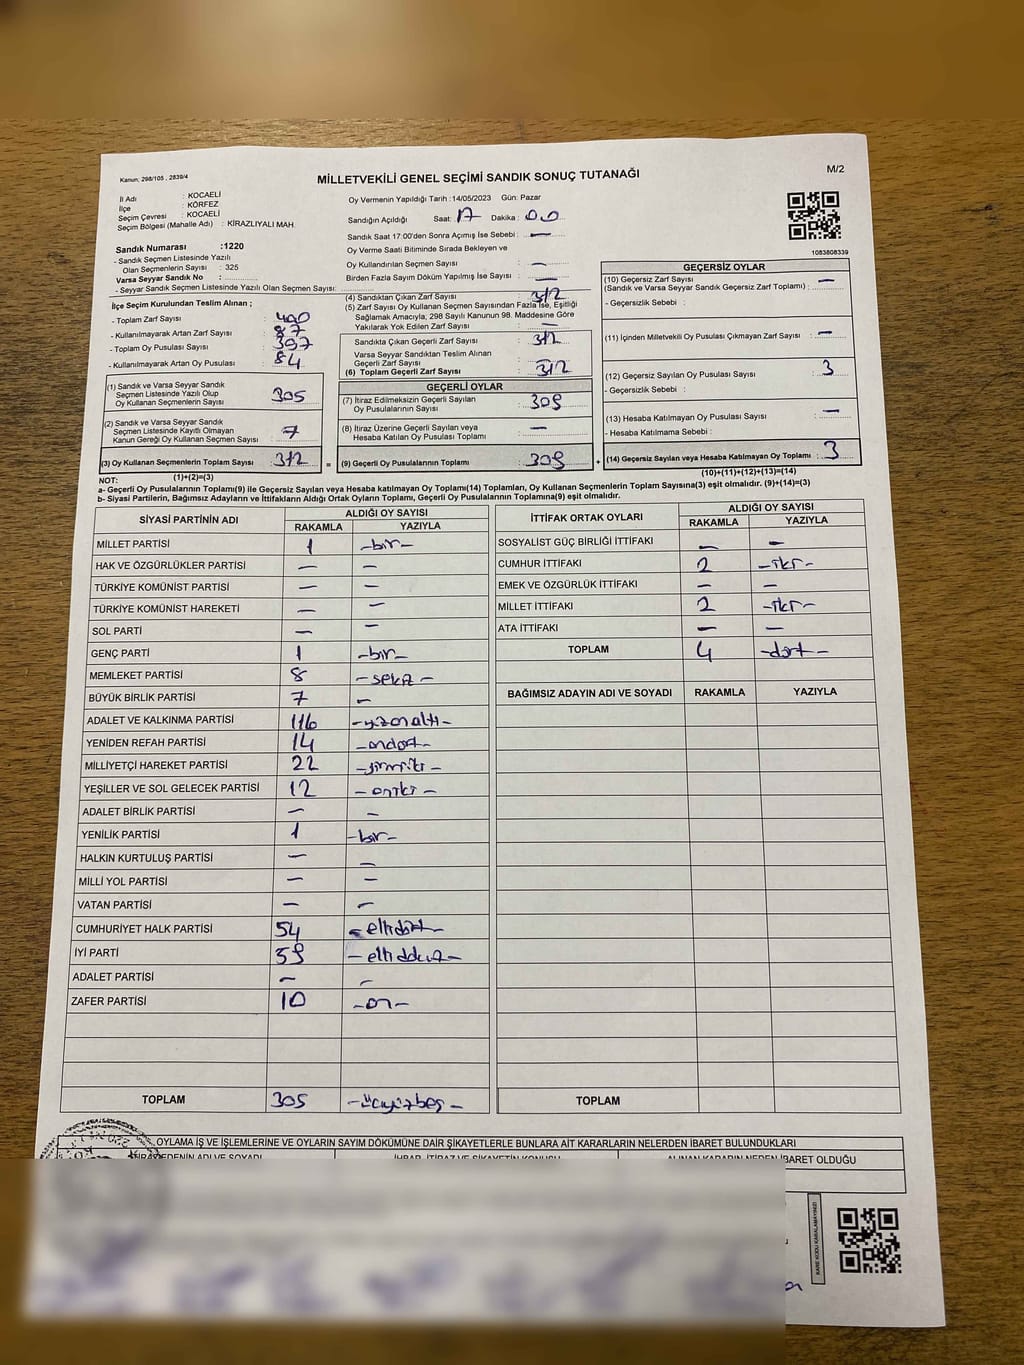 Kanun; 298/105 , 2839/4
MİLLETVEKİLİ GENEL SEÇİMİ SANDIK SONUÇ TUTANAĞI
M/2
İl Adı : KOCAELİ
İlçe : KÖRFEZ
Seçim Çevresi : KOCAELİ
Seçim Bölgesi (Mahalle Adı) : KİRAZLIYALI MAH.
Sandık Numarası :1220
- Sandık Seçmen Listesinde Yazılı
Olan Seçmenlerin Sayısı : 325
Varsa Seyyar Sandık No :
- Seyyar Sandık Seçmen Listesinde Yazılı Olan Seçmen Sayısı:
Oy Vermenin Yapıldığı Tarih :14/05/2023 Gün: Pazar
Sandığın Açıldığı Saat: 17 Dakika : 00
Sandık Saat 17:00'den Sonra Açımış İse Sebebi : —
Oy Verme Saati Bitiminde Sırada Bekleyen ve
Oy Kullandırılan Seçmen Sayısı : —
Birden Fazla Sayım Döküm Yapılmış İse Sayısı : —
1083808339
İlçe Seçim Kurulundan Teslim Alınan ;
- Toplam Zarf Sayısı : 400
- Kullanılmayarak Artan Zarf Sayısı : 87
- Toplam Oy Pusulası Sayısı : 397
- Kullanılmayarak Artan Oy Pusulası : 84
(1) Sandık ve Varsa Seyyar Sandık
Seçmen Listesinde Yazılı Olup
Oy Kullanan Seçmenlerin Sayısı : 305
(2) Sandık ve Varsa Seyyar Sandık
Seçmen Listesinde Kayıtlı Olmayan
Kanun Gereği Oy Kullanan Seçmen Sayısı : 7
(3) Oy Kullanan Seçmenlerin Toplam Sayısı : 312 =
(1)+(2)=(3)
(4) Sandıktan Çıkan Zarf Sayısı : 312
(5) Zarf Sayısı Oy Kullanan Seçmen Sayısından Fazla İse, Eşitliği
Sağlamak Amacıyla, 298 Sayılı Kanunun 98. Maddesine Göre
Yakılarak Yok Edilen Zarf Sayısı : —
Sandıkta Çıkan Geçerli Zarf Sayısı : 312
Varsa Seyyar Sandıktan Teslim Alınan
Geçerli Zarf Sayısı :
(6) Toplam Geçerli Zarf Sayısı : 312
GEÇERLİ OYLAR
(7) İtiraz Edilmeksizin Geçerli Sayılan
Oy Pusulalarının Sayısı : 309
(8) İtiraz Üzerine Geçerli Sayılan veya
Hesaba Katılan Oy Pusulası Toplamı : —
(9) Geçerli Oy Pusulalarının Toplamı : 309 +
GEÇERSİZ OYLAR
(10) Geçersiz Zarf Sayısı
(Sandık ve Varsa Seyyar Sandık Geçersiz Zarf Toplamı) : —
- Geçersizlik Sebebi :
(11) İçinden Milletvekili Oy Pusulası Çıkmayan Zarf Sayısı : —
(12) Geçersiz Sayılan Oy Pusulası Sayısı : 3
- Geçersizlik Sebebi :
(13) Hesaba Katılmayan Oy Pusulası Sayısı : —
- Hesaba Katılmama Sebebi :
(14) Geçersiz Sayılan veya Hesaba Katılmayan Oy Toplamı : 3
(10)+(11)+(12)+(13)=(14)
NOT:
a- Geçerli Oy Pusulalarının Toplamı(9) ile Geçersiz Sayılan veya Hesaba katılmayan Oy Toplamı(14) Toplamları, Oy Kullanan Seçmenlerin Toplam Sayısına(3) eşit olmalıdır. (9)+(14)=(3)
b- Siyasi Partilerin, Bağımsız Adayların ve İttifakların Aldığı Ortak Oyların Toplamı, Geçerli Oy Pusulalarının Toplamına(9) eşit olmalıdır.
SİYASİ PARTİNİN ADI ALDIĞI OY SAYISI
RAKAMLA YAZIYLA
MİLLET PARTİSİ 1 -bir-
HAK VE ÖZGÜRLÜKLER PARTİSİ — —
TÜRKİYE KOMÜNİST PARTİSİ — —
TÜRKİYE KOMÜNİST HAREKETİ — —
SOL PARTİ — —
GENÇ PARTİ 1 -bir-
MEMLEKET PARTİSİ 8 -sekiz-
BÜYÜK BİRLİK PARTİSİ 7 —
ADALET VE KALKINMA PARTİSİ 116 -yüzonaltı-
YENİDEN REFAH PARTİSİ 14 -ondört-
MİLLİYETÇİ HAREKET PARTİSİ 22 -yirmiiki-
YEŞİLLER VE SOL GELECEK PARTİSİ 12 -oniki-
ADALET BİRLİK PARTİSİ — —
YENİLİK PARTİSİ 1 -bir-
HALKIN KURTULUŞ PARTİSİ — —
MİLLİ YOL PARTİSİ — —
VATAN PARTİSİ — —
CUMHURİYET HALK PARTİSİ 54 -ellidört-
İYİ PARTİ 59 -ellidokuz-
ADALET PARTİSİ — —
ZAFER PARTİSİ 10 -on-
TOPLAM 305 -üçyüzbeş-
İTTİFAK ORTAK OYLARI ALDIĞI OY SAYISI
RAKAMLA YAZIYLA
SOSYALİST GÜÇ BİRLİĞİ İTTİFAKI — —
CUMHUR İTTİFAKI 2 -iki-
EMEK VE ÖZGÜRLÜK İTTİFAKI — —
MİLLET İTTİFAKI 2 -iki-
ATA İTTİFAKI — —
TOPLAM 4 -dört-
BAĞIMSIZ ADAYIN ADI VE SOYADI RAKAMLA YAZIYLA
TOPLAM
OYLAMA İŞ VE İŞLEMLERİNE VE OYLARIN SAYIM DÖKÜMÜNE DAİR ŞİKAYETLERLE BUNLARA AİT KARARLARIN NELERDEN İBARET BULUNDUKLARI
ADI VE SOYADI İHBAR, İTİRAZ VE ŞİKAYETİN KONUSU ALINAN KARARIN NEDEN İBARET OLDUĞU
KARE KODU KARALAMAYINIZ!